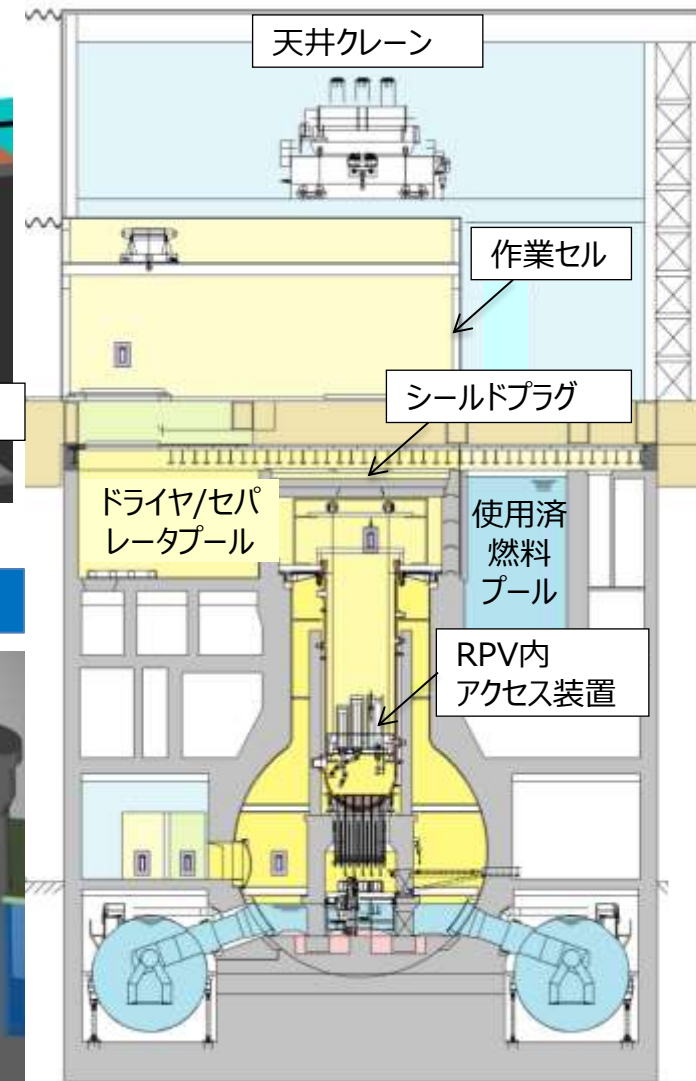 天井クレーン
作業セル
シールドプラグ
ドライヤ/セパ
レータプール
使用済
燃料
プール
RPV内
アクセス装置